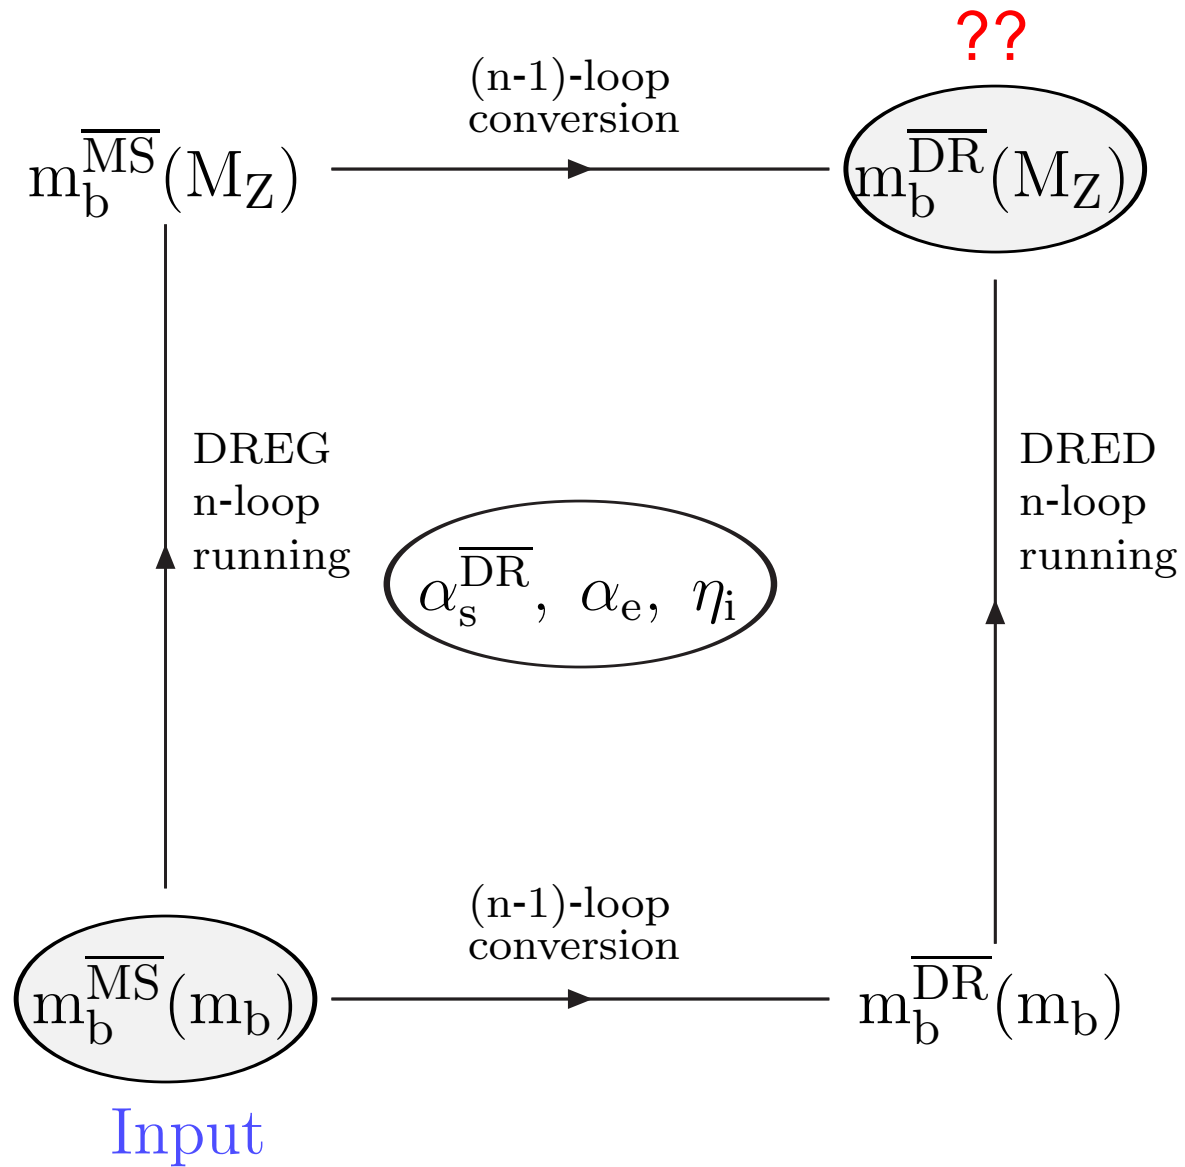 ??
(n-1)-loop
conversion
m_b^{\overline{MS}}(M_Z)
m_b^{\overline{DR}}(M_Z)
DREG
n-loop
running
DRED
n-loop
running
α_s^{\overline{DR}}, α_e, η_i
(n-1)-loop
conversion
m_b^{\overline{MS}}(m_b)
m_b^{\overline{DR}}(m_b)
Input